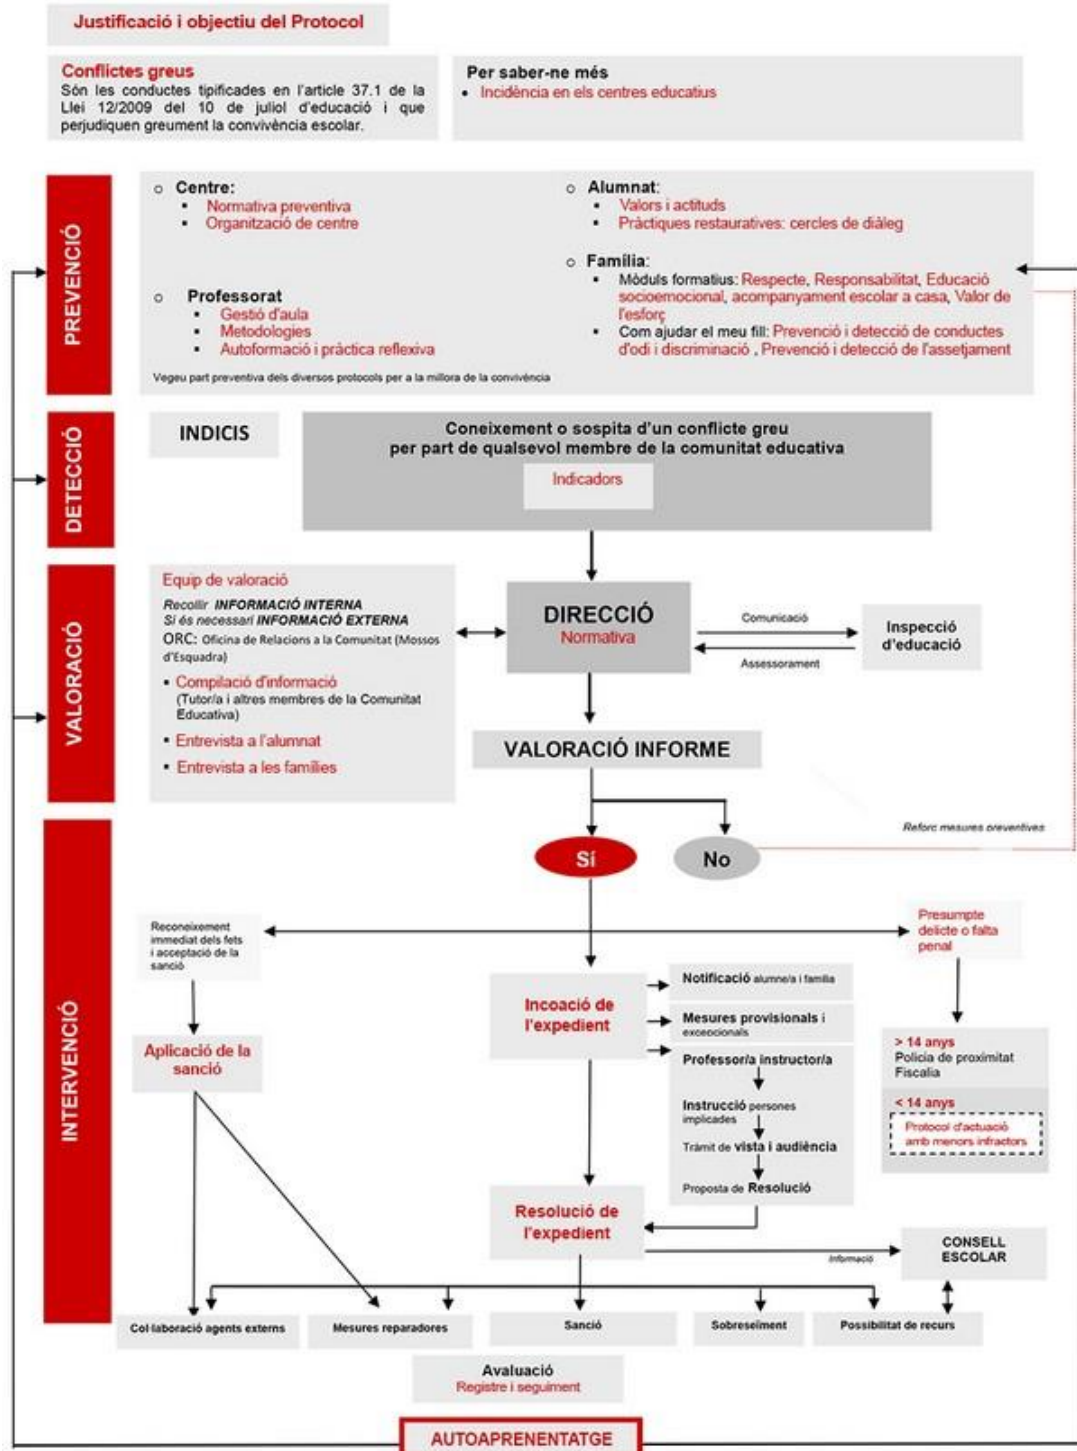 Justificació i objectiu del Protocol
Conflictes greus
Són les conductes tipificades en l'article 37.1 de la
Llei 12/2009 del 10 de juliol d'educació i que
perjudiquen greument la convivència escolar.
Per saber-ne més
• Incidència en els centres educatius
PREVENCIÓ
o Centre:
▪ Normativa preventiva
▪ Organització de centre
o Professorat
▪ Gestió d'aula
▪ Metodologies
▪ Autoformació i pràctica reflexiva
o Alumnat:
▪ Valors i actituds
▪ Pràctiques restauratives: cercles de diàleg
o Família:
▪ Mòduls formatius: Respecte, Responsabilitat, Educació
socioemocional, acompanyament escolar a casa, Valor de
l'esforç
▪ Com ajudar el meu fill: Prevenció i detecció de conductes
d'odi i discriminació , Prevenció i detecció de l'assetjament
Vegeu part preventiva dels diversos protocols per a la millora de la convivència
DETECCIÓ
INDICIS
Coneixement o sospita d'un conflicte greu
per part de qualsevol membre de la comunitat educativa
Indicadors
VALORACIÓ
Equip de valoració
Recollir INFORMACIÓ INTERNA
Si és necessari INFORMACIÓ EXTERNA
ORC: Oficina de Relacions a la Comunitat (Mossos
d'Esquadra)
▪ Compilació d'informació
(Tutor/a i altres membres de la Comunitat
Educativa)
▪ Entrevista a l'alumnat
▪ Entrevista a les famílies
DIRECCIÓ
Normativa
Comunicació
Assessorament
Inspecció
d'educació
VALORACIÓ INFORME
INTERVENCIÓ
Sí
No
Reforç mesures preventives
Reconeixement
immediat dels fets
i acceptació de la
sanció
Presumpte
delicte o falta
penal
Aplicació de la
sanció
Incoació de
l'expedient
Notificació alumne/a i família
Mesures provisionals i
excepcionals
Professor/a instructor/a
Instrucció persones
implicades
Tràmit de vista i audiència
Proposta de Resolució
> 14 anys
Policia de proximitat
Fiscalia
< 14 anys
Protocol d'actuació
amb menors infractors
Resolució de
l'expedient
Informació
CONSELL
ESCOLAR
Col·laboració agents externs
Mesures reparadores
Sanció
Sobreseïment
Possibilitat de recurs
Avaluació
Registre i seguiment
AUTOAPRENENTATGE